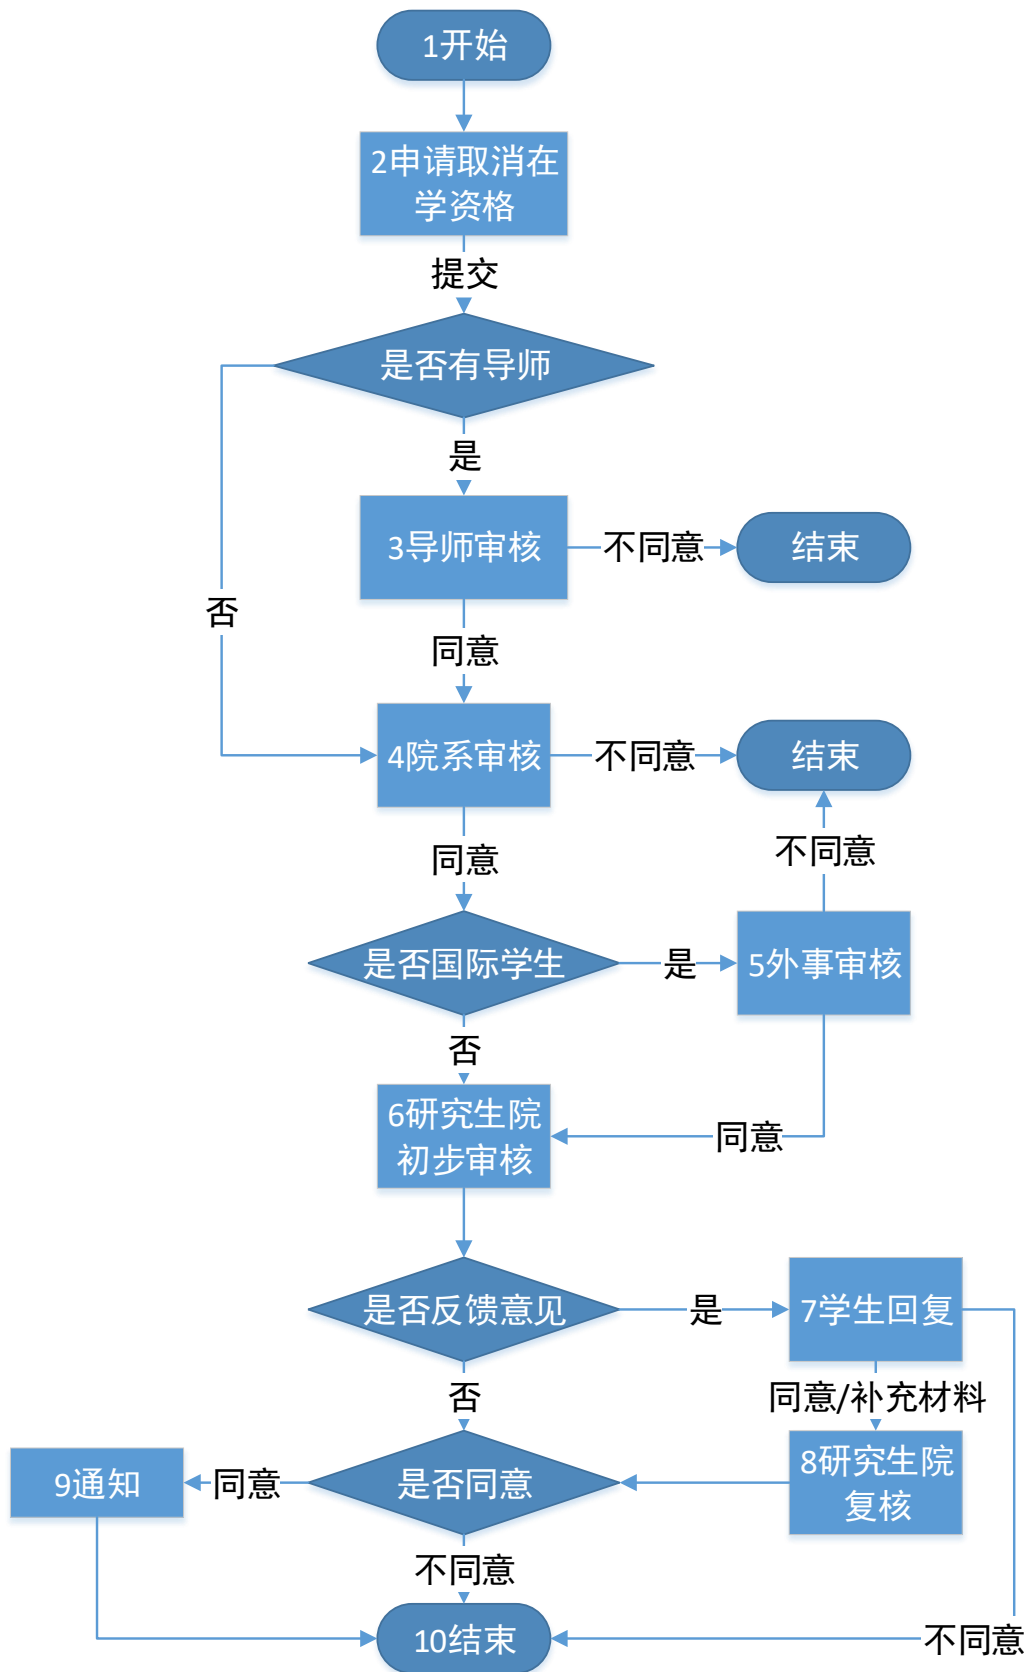 1开始
2申请取消在
学资格
提交
是否有导师
是
3导师审核
不同意
结束
否
同意
4院系审核
不同意
结束
同意
不同意
是否国际学生
是
5外事审核
否
6研究生院
初步审核
同意
是否反馈意见
是
7学生回复
否
同意/补充材料
9通知
同意
是否同意
8研究生院
复核
不同意
10结束
不同意